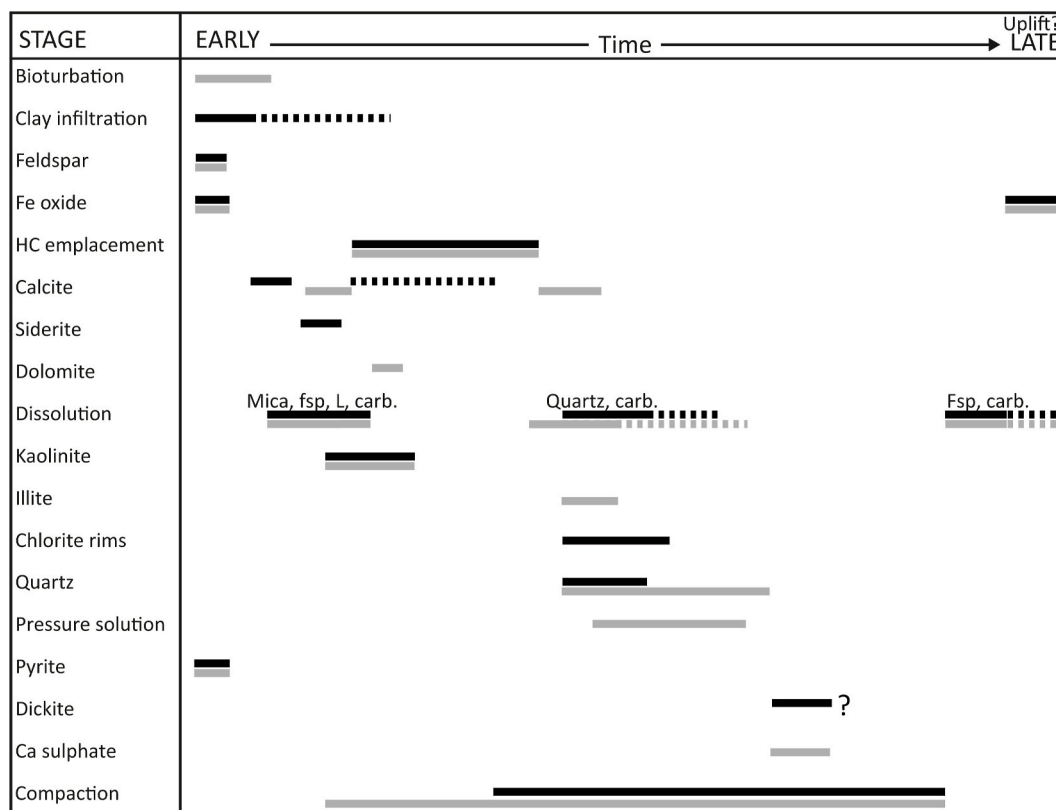 Uplift?
STAGE EARLY Time LATE
Bioturbation
Clay infiltration
Feldspar
Fe oxide
HC emplacement
Calcite
Siderite
Dolomite
Mica, fsp, L, carb. Quartz, carb. Fsp, carb.
Dissolution
Kaolinite
Illite
Chlorite rims
Quartz
Pressure solution
Pyrite
Dickite ?
Ca sulphate
Compaction